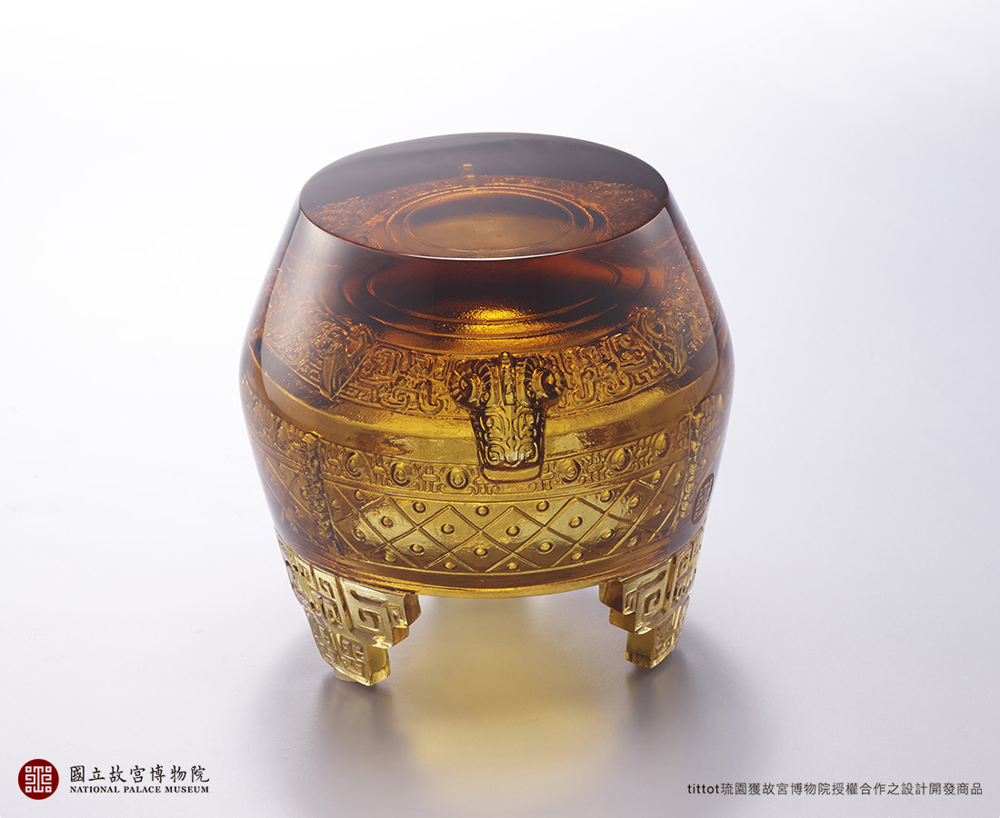 國立故宮博物院
NATIONAL PALACE MUSEUM
tittot琉園獲故宮博物院授權合作之設計開發商品